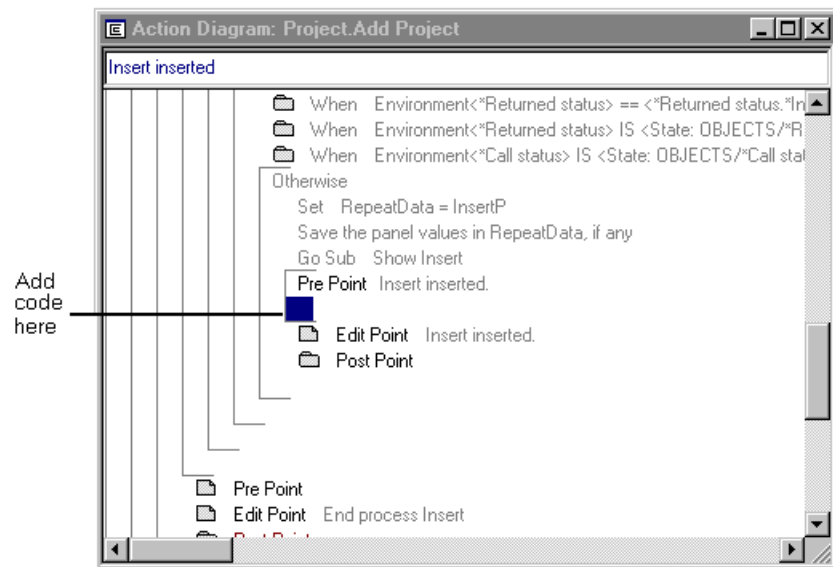 Action Diagram: Project.Add Project
Insert inserted
When Environment<*Returned status> == <*Returned status.*In
When Environment<*Returned status> IS <State: OBJECTS/*R
When Environment<*Call status> IS <State: OBJECTS/*Call stat
Otherwise
Set RepeatData = InsertP
Save the panel values in RepeatData, if any
Go Sub Show Insert
Pre Point Insert inserted.
Add
code
here
Edit Point Insert inserted.
Post Point
Pre Point
Edit Point End process Insert
Post Point